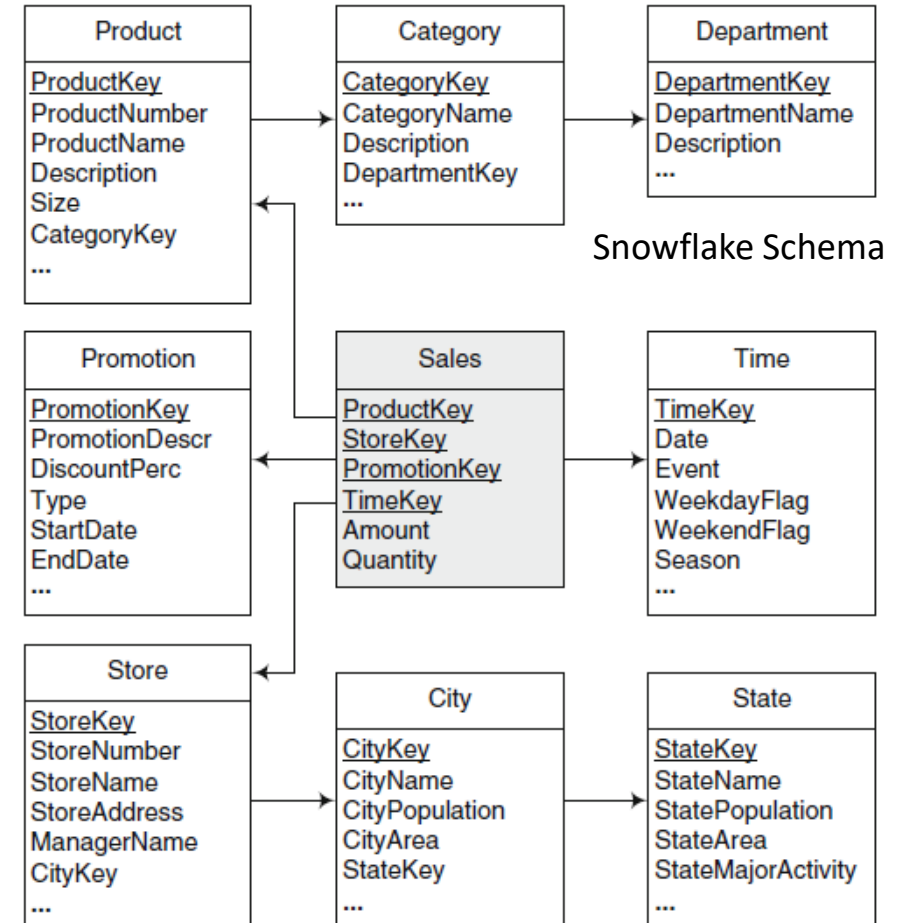 Product
ProductKey
ProductNumber
ProductName
Description
Size
CategoryKey
...
Category
CategoryKey
CategoryName
Description
DepartmentKey
...
Department
DepartmentKey
DepartmentName
Description
...
Snowflake Schema
Promotion
PromotionKey
PromotionDescr
DiscountPerc
Type
StartDate
EndDate
...
Sales
ProductKey
StoreKey
PromotionKey
TimeKey
Amount
Quantity
Time
TimeKey
Date
Event
WeekdayFlag
WeekendFlag
Season
...
Store
StoreKey
StoreNumber
StoreName
StoreAddress
ManagerName
CityKey
...
City
CityKey
CityName
CityPopulation
CityArea
StateKey
...
State
StateKey
StateName
StatePopulation
StateArea
StateMajorActivity
...